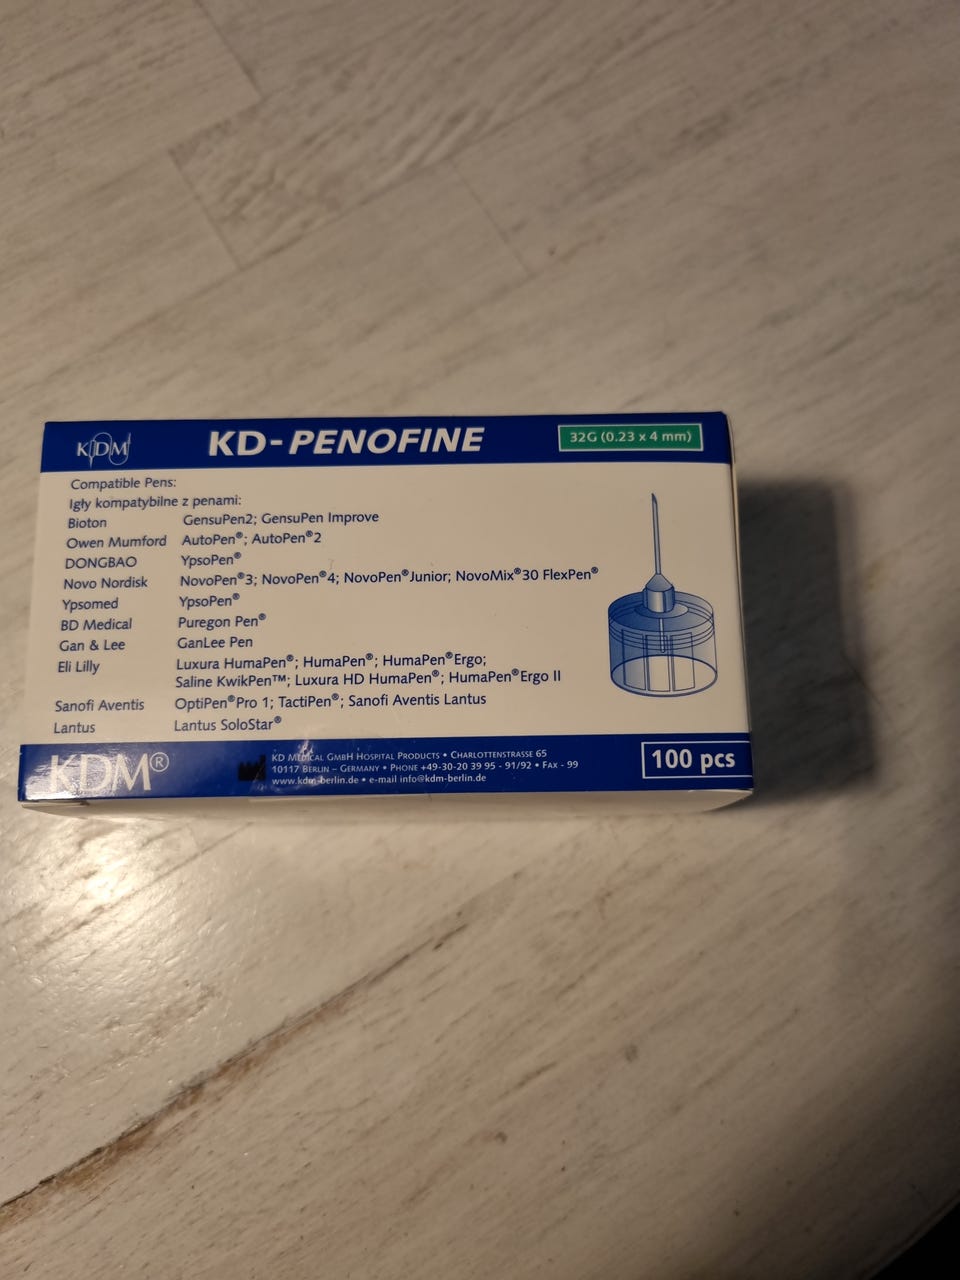 KDM
KD-PENOFINE
32G (0.23 x 4 mm)
Compatible Pens:
Igły kompatybilne z penami:
Bioton GensuPen2; GensuPen Improve
Owen Mumford AutoPen®; AutoPen®2
DONGBAO YpsoPen®
Novo Nordisk NovoPen®3; NovoPen®4; NovoPen®Junior; NovoMix®30 FlexPen®
Ypsomed YpsoPen®
BD Medical Puregon Pen®
Gan & Lee GanLee Pen
Eli Lilly Luxura HumaPen®; HumaPen®; HumaPen®Ergo;
Saline KwikPen™; Luxura HD HumaPen®; HumaPen®Ergo II
Sanofi Aventis OptiPen®Pro 1; TactiPen®; Sanofi Aventis Lantus
Lantus Lantus SoloStar®
KDM®
KD Medical GmbH Hospital Products • Charlottenstrasse 65
10117 Berlin – Germany • Phone +49-30-20 39 95 - 91/92 • Fax - 99
www.kdm-berlin.de • e-mail info@kdm-berlin.de
100 pcs